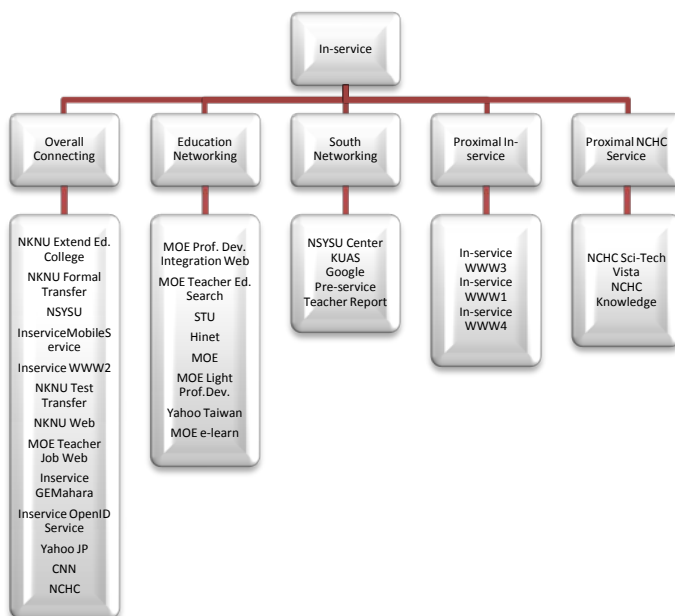 In-service
Overall
Connecting
Education
Networking
South
Networking
Proximal In-
service
Proximal NCHC
Service
NKNU Extend Ed.
College
NKNU Formal
Transfer
NSYSU
InserviceMobileS
ervice
Inservice WWW2
NKNU Test
Transfer
NKNU Web
MOE Teacher
Job Web
Inservice
GEMahara
Inservice OpenID
Service
Yahoo JP
CNN
NCHC
MOE Prof. Dev.
Integration Web
MOE Teacher Ed.
Search
STU
Hinet
MOE
MOE Light
Prof.Dev.
Yahoo Taiwan
MOE e-learn
NSYSU Center
KUAS
Google
Pre-service
Teacher Report
In-service
WWW3
In-service
WWW1
In-service
WWW4
NCHC Sci-Tech
Vista
NCHC
Knowledge